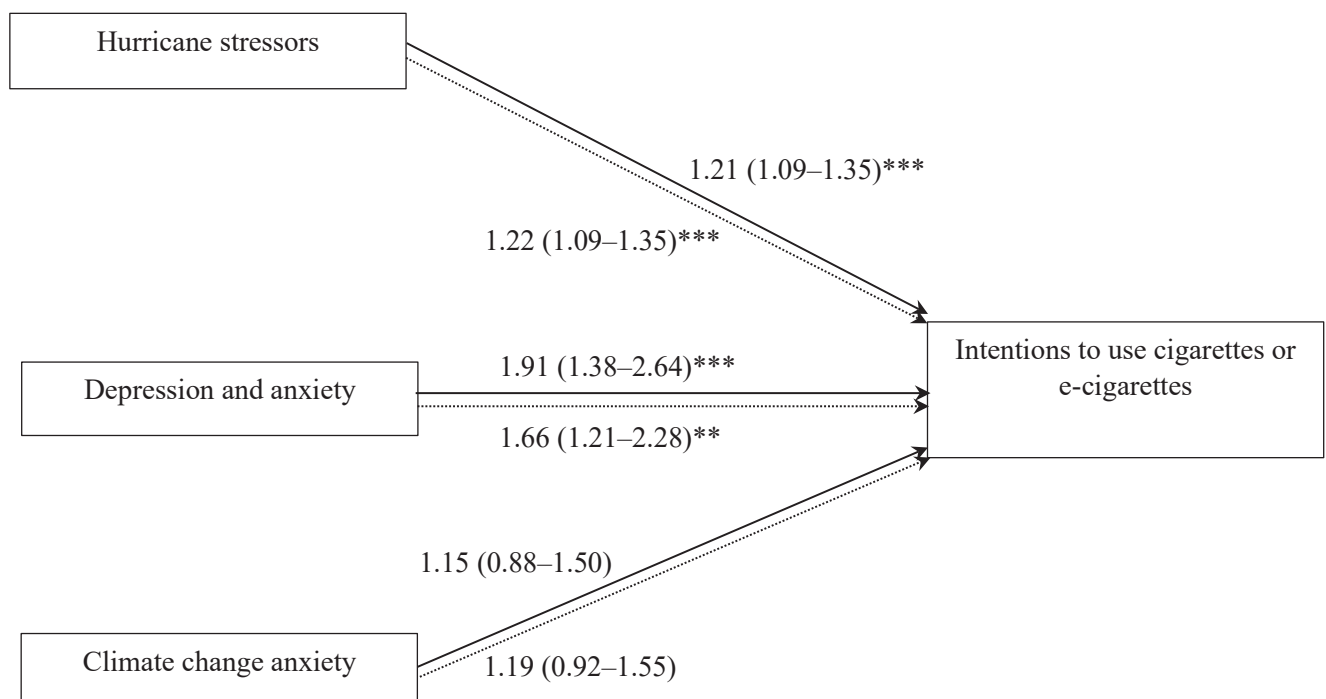 Hurricane stressors
1.21 (1.09–1.35)***
1.22 (1.09–1.35)***
Intentions to use cigarettes or
e-cigarettes
1.91 (1.38–2.64)***
Depression and anxiety
1.66 (1.21–2.28)**
1.15 (0.88–1.50)
Climate change anxiety
1.19 (0.92–1.55)